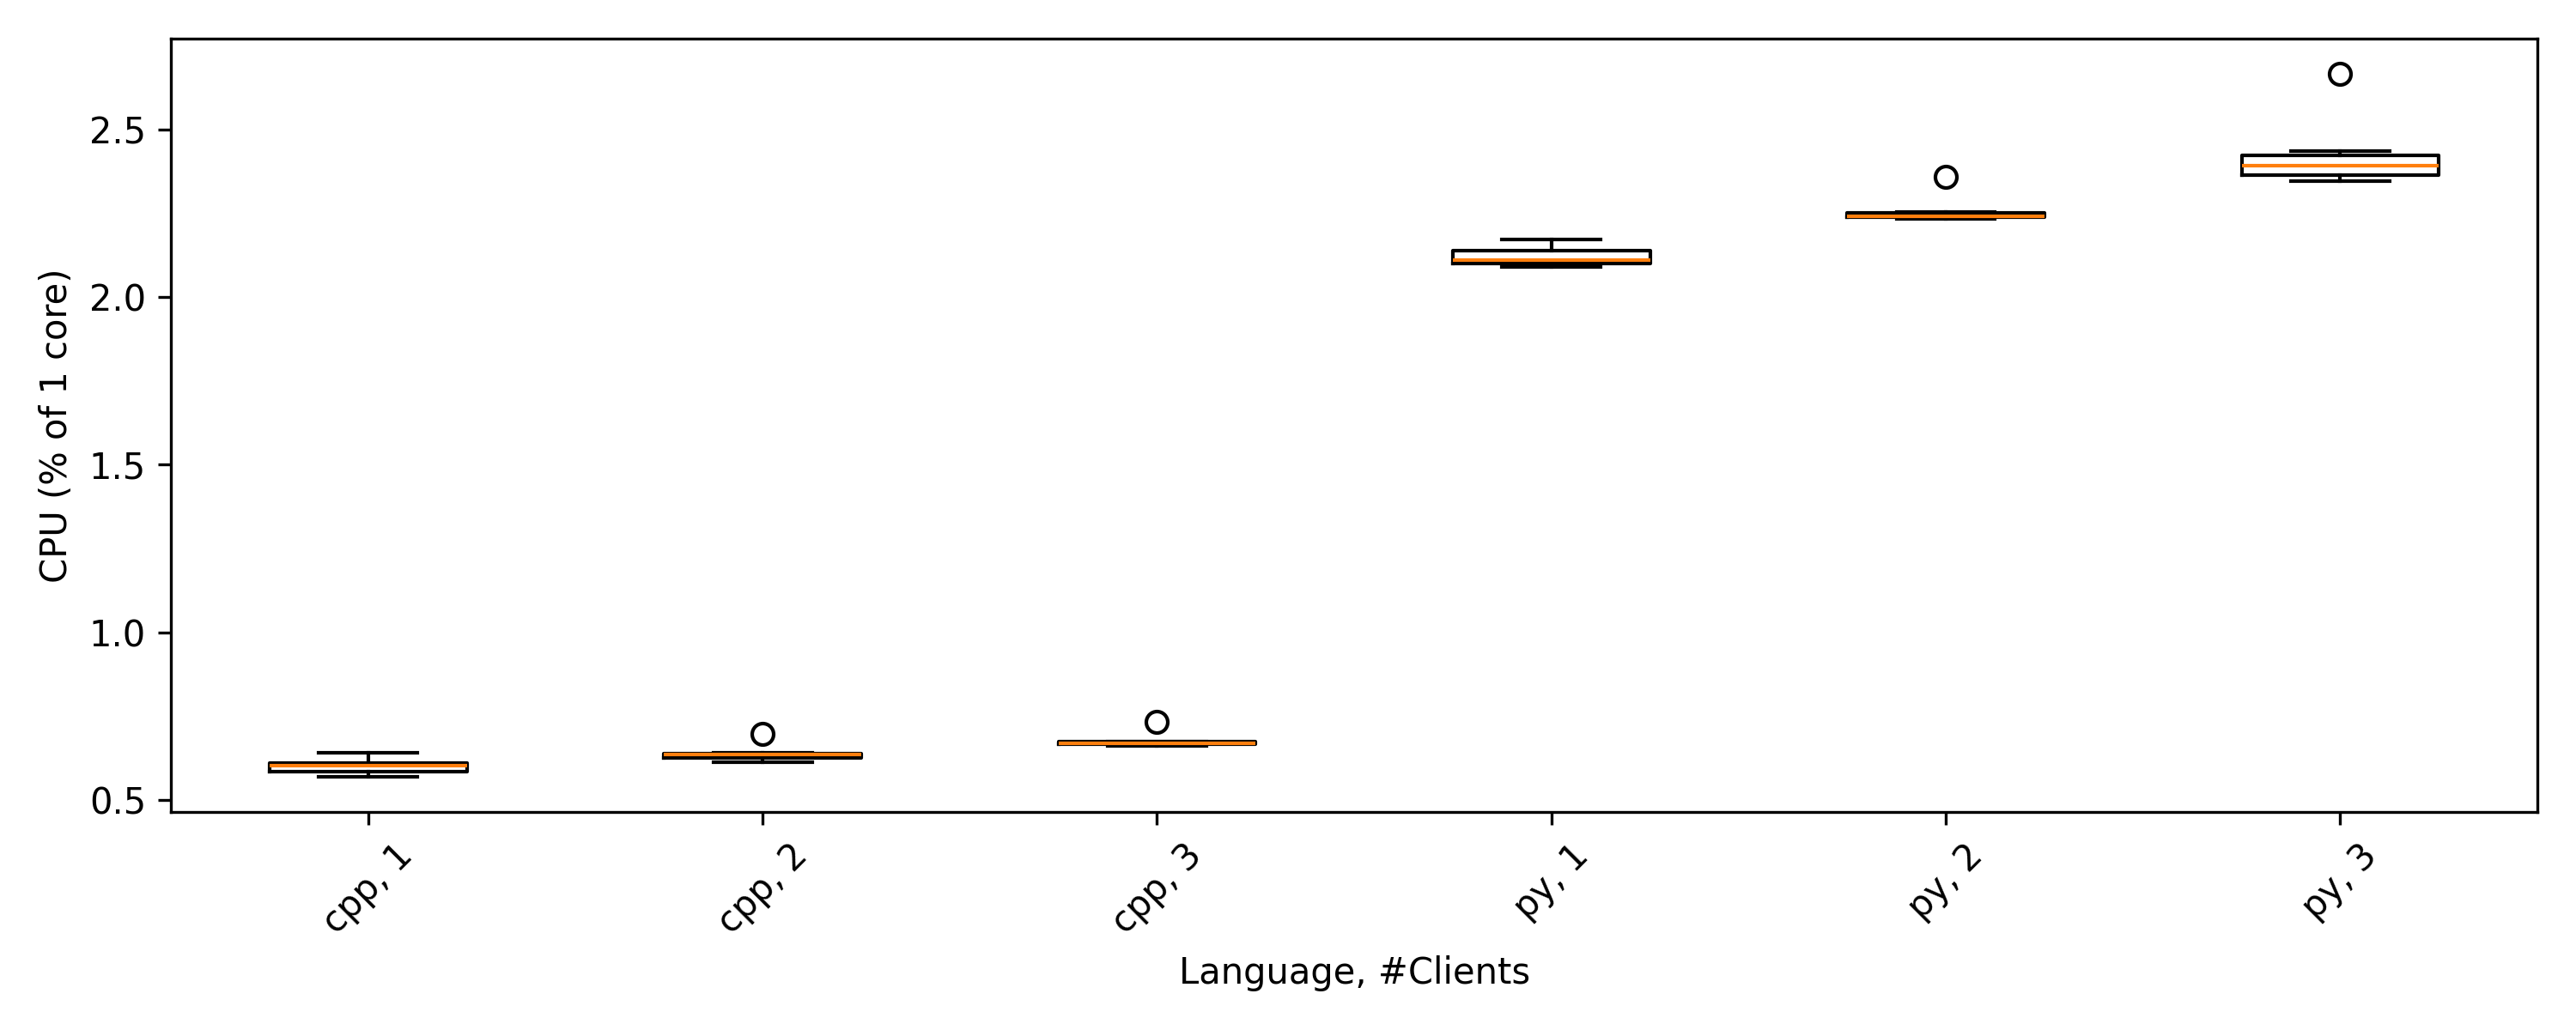 CPU (% of 1 core)
2.5
2.0
1.5
1.0
0.5
cpp, 1
cpp, 2
cpp, 3
py, 1
py, 2
py, 3
Language, #Clients